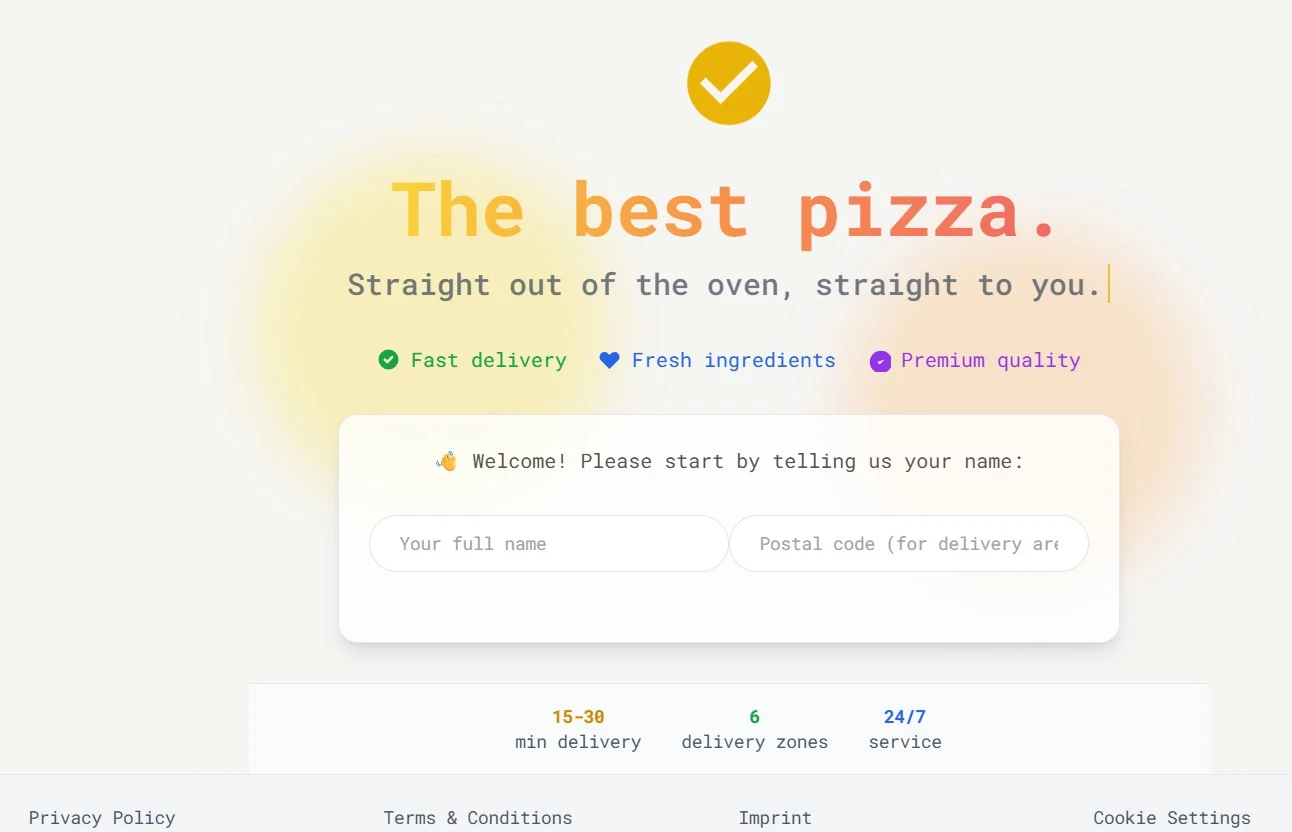 The best pizza.
Straight out of the oven, straight to you.
Fast delivery Fresh ingredients Premium quality
👋 Welcome! Please start by telling us your name:
Your full name Postal code (for delivery are
15-30 6 24/7
min delivery delivery zones service
Privacy Policy Terms & Conditions Imprint Cookie Settings